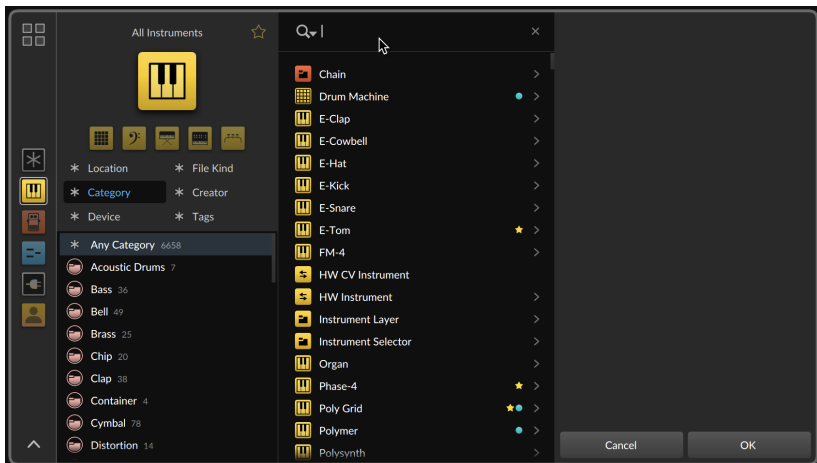 All Instruments
* Location
* File Kind
* Category
* Creator
* Device
* Tags
* Any Category 6658
Acoustic Drums 7
Bass 36
Bell 49
Brass 25
Chip 20
Clap 38
Container 4
Cymbal 78
Distortion 14
Chain
Drum Machine
E-Clap
E-Cowbell
E-Hat
E-Kick
E-Snare
E-Tom
FM-4
HW CV Instrument
HW Instrument
Instrument Layer
Instrument Selector
Organ
Phase-4
Poly Grid
Polymer
Polysynth
Cancel
OK